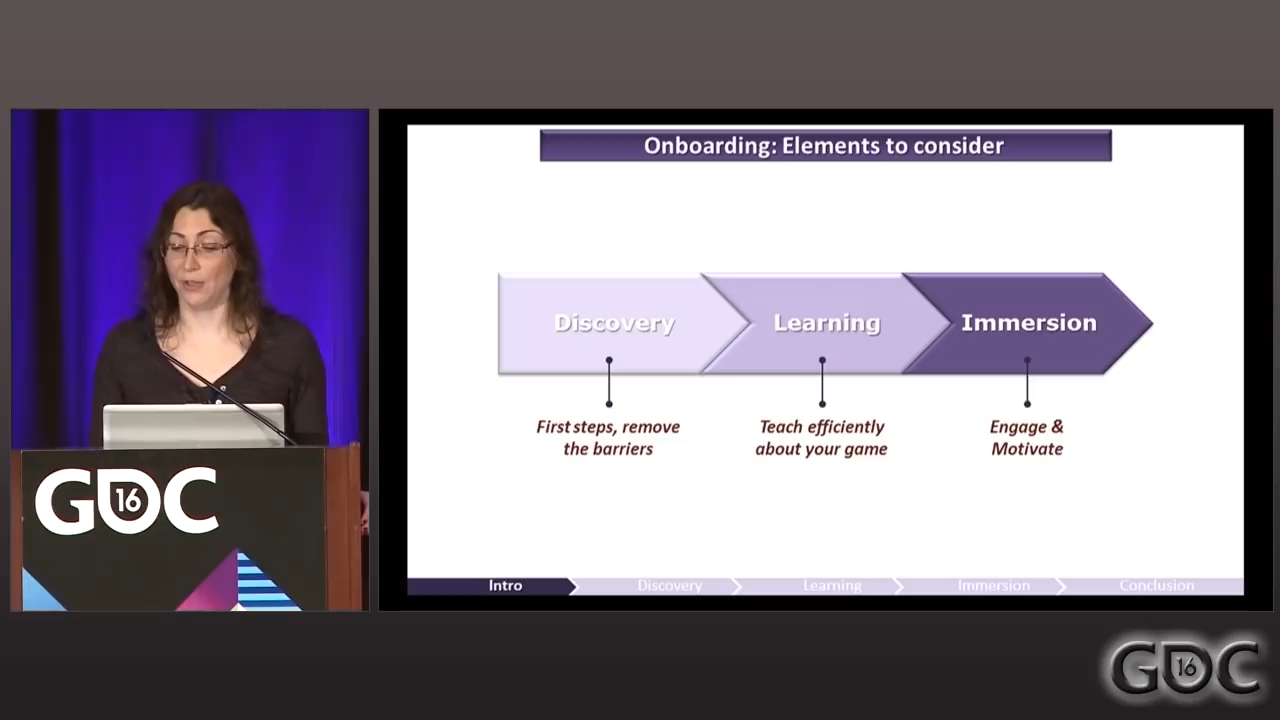 Onboarding: Elements to consider
Discovery
Learning
Immersion
First steps, remove
the barriers
Teach efficiently
about your game
Engage &
Motivate
Intro
Discovery
Learning
Immersion
Conclusion
GDC
16
GDC
16